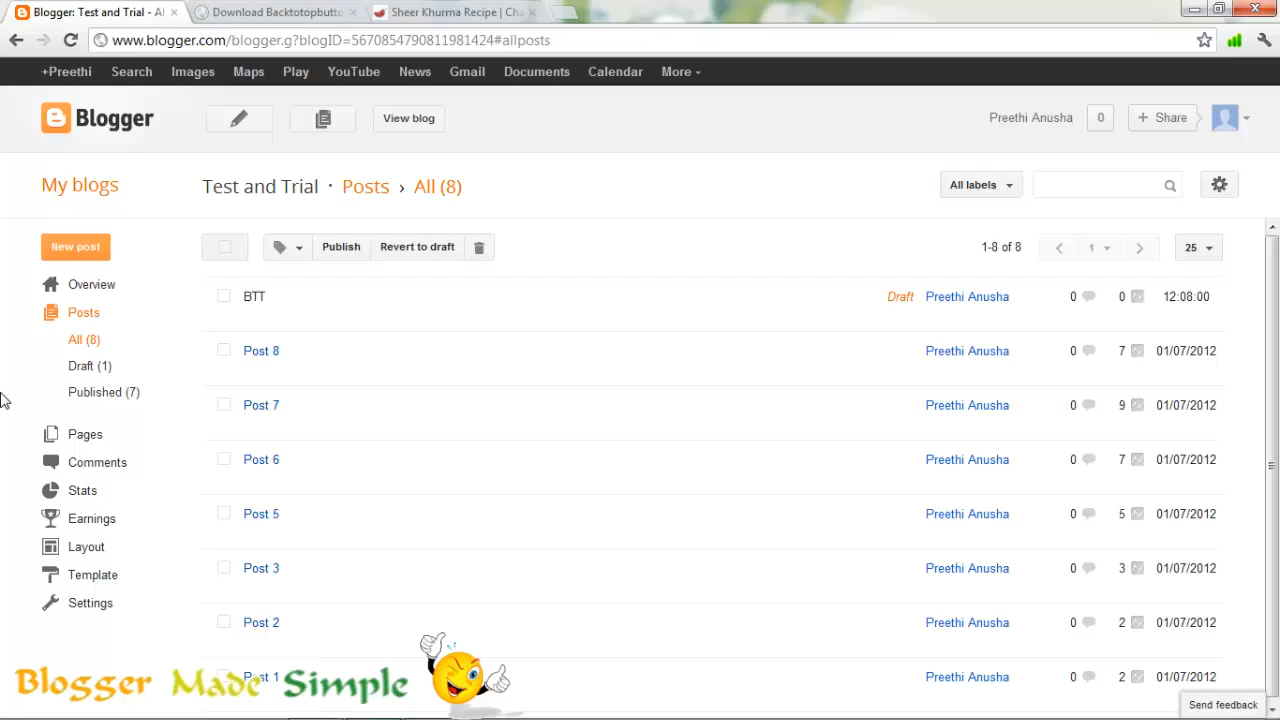 Blogger: Test and Trial - Al
Download Backtotopbutto
Sheer Khurma Recipe | Cha
www.blogger.com/blogger.g?blogID=5670854790811981424#allposts
+Preethi Search Images Maps Play YouTube News Gmail Documents Calendar More
Blogger View blog Preethi Anusha 0 + Share
My blogs Test and Trial · Posts › All (8) All labels
New post Publish Revert to draft 1-8 of 8 1 25
Overview
BTT Draft Preethi Anusha 0 0 12:08:00
Posts
All (8)
Post 8 Preethi Anusha 0 7 01/07/2012
Draft (1)
Published (7)
Post 7 Preethi Anusha 0 9 01/07/2012
Pages
Comments
Post 6 Preethi Anusha 0 7 01/07/2012
Stats
Earnings
Post 5 Preethi Anusha 0 5 01/07/2012
Layout
Template
Post 3 Preethi Anusha 0 3 01/07/2012
Settings
Post 2 Preethi Anusha 0 2 01/07/2012
Post 1 Preethi Anusha 0 2 01/07/2012
Blogger Made Simple
Send feedback